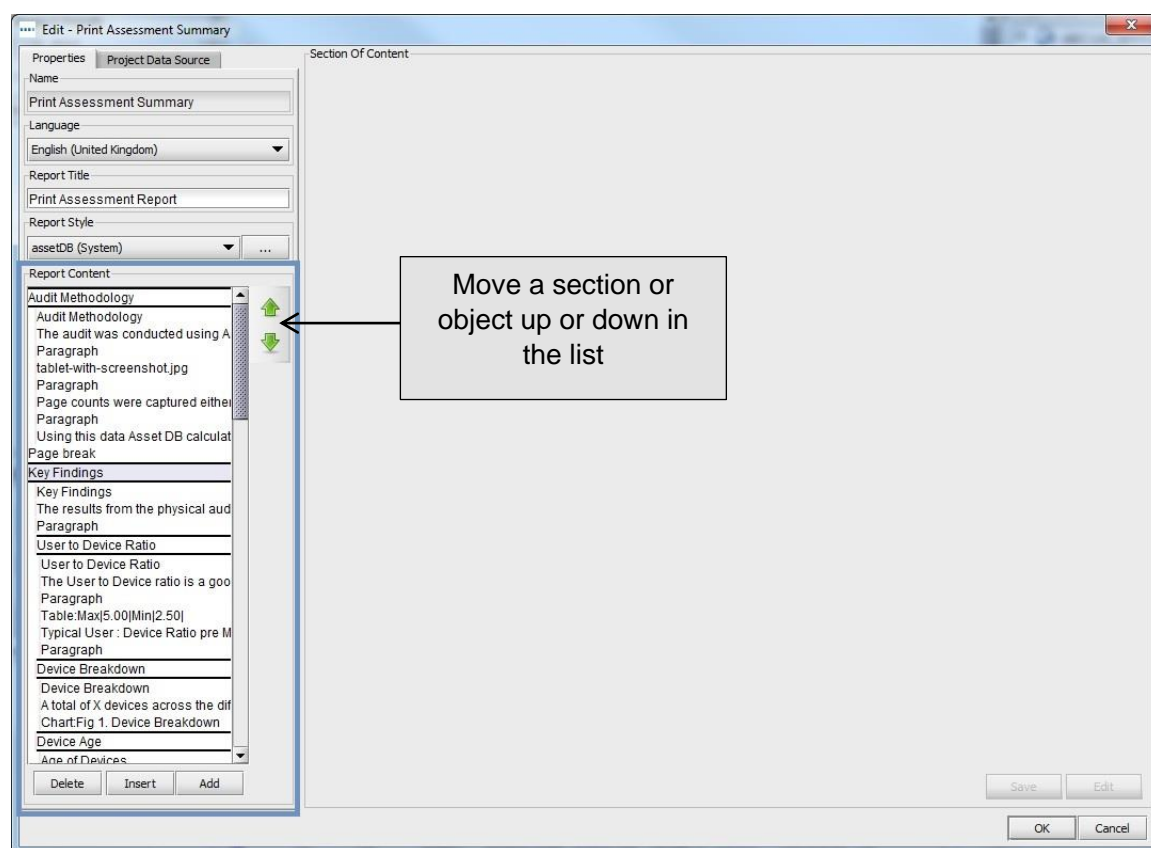 Edit - Print Assessment Summary
Properties
Project Data Source
Section Of Content
Name
Print Assessment Summary
Language
English (United Kingdom)
Report Title
Print Assessment Report
Report Style
assetDB (System)
...
Report Content
Audit Methodology
Audit Methodology
The audit was conducted using A
Paragraph
tablet-with-screenshot.jpg
Paragraph
Page counts were captured either
Paragraph
Using this data Asset DB calculat
Page break
Key Findings
Key Findings
The results from the physical aud
Paragraph
User to Device Ratio
User to Device Ratio
The User to Device ratio is a goo
Paragraph
Table:Max|5.00|Min|2.50|
Typical User : Device Ratio pre M
Paragraph
Device Breakdown
Device Breakdown
A total of X devices across the dif
Chart:Fig 1. Device Breakdown
Device Age
Age of Devices
Move a section or
object up or down in
the list
Delete
Insert
Add
Save
Edit
OK
Cancel